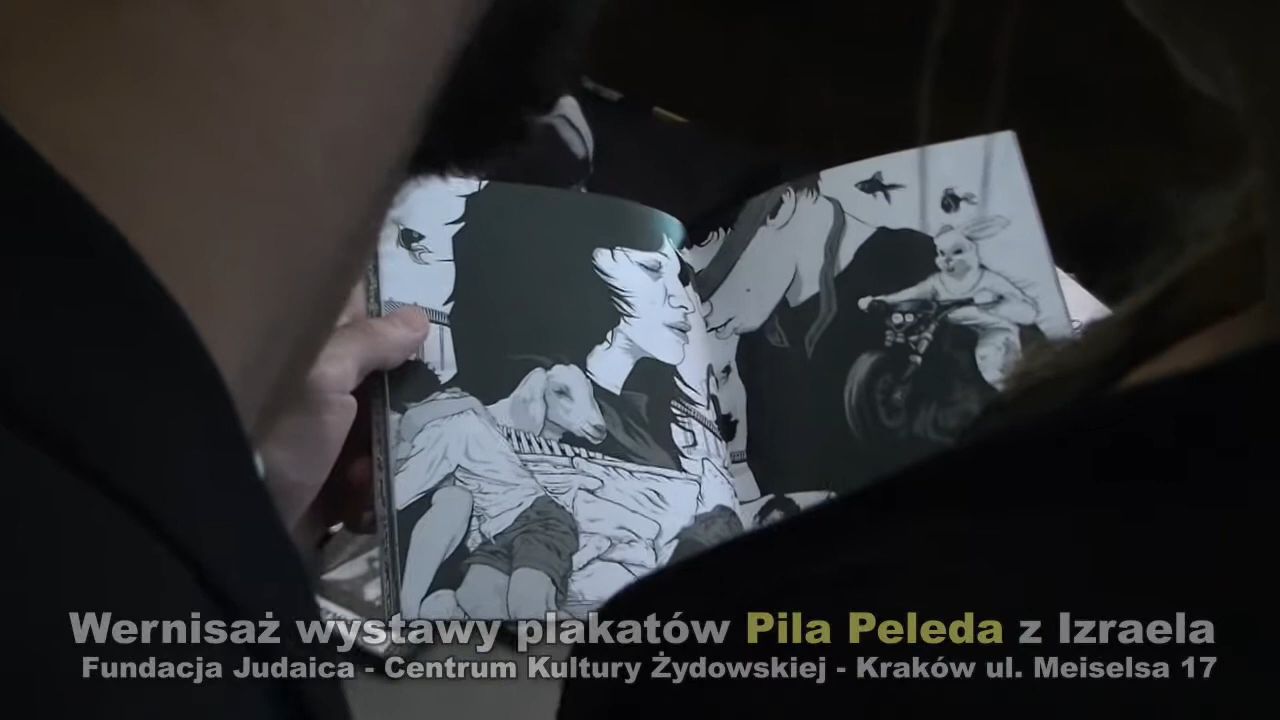 Wernisaż wystawy plakatów Pila Peleda z Izraela
Fundacja Judaica - Centrum Kultury Żydowskiej - Kraków ul. Meiselsa 17